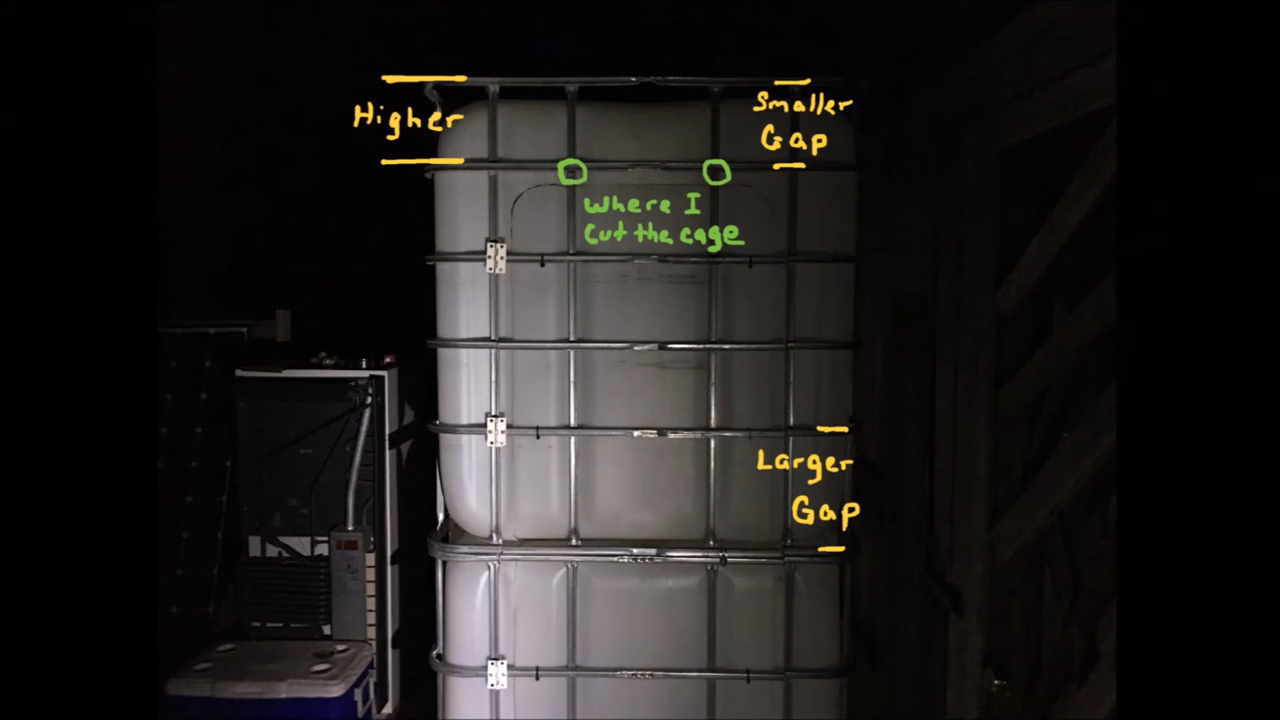 Higher
Smaller
Gap
Where I
Cut the cage
Larger
Gap